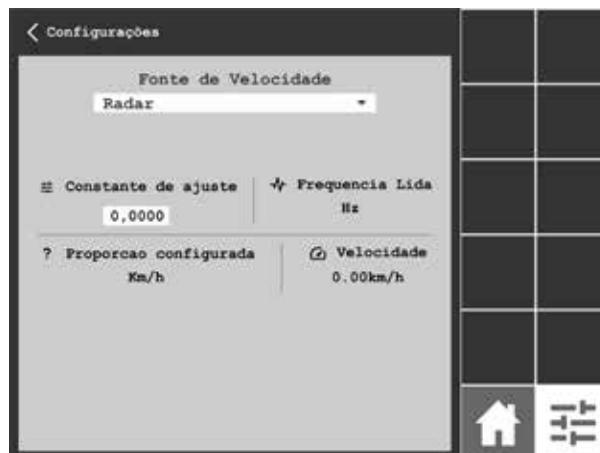 Configurações
Fonte de Velocidade
Radar
Constante de ajuste
Frequencia Lida
0,0000
Hz
? Proporcao configurada
Velocidade
Km/h
0.00km/h